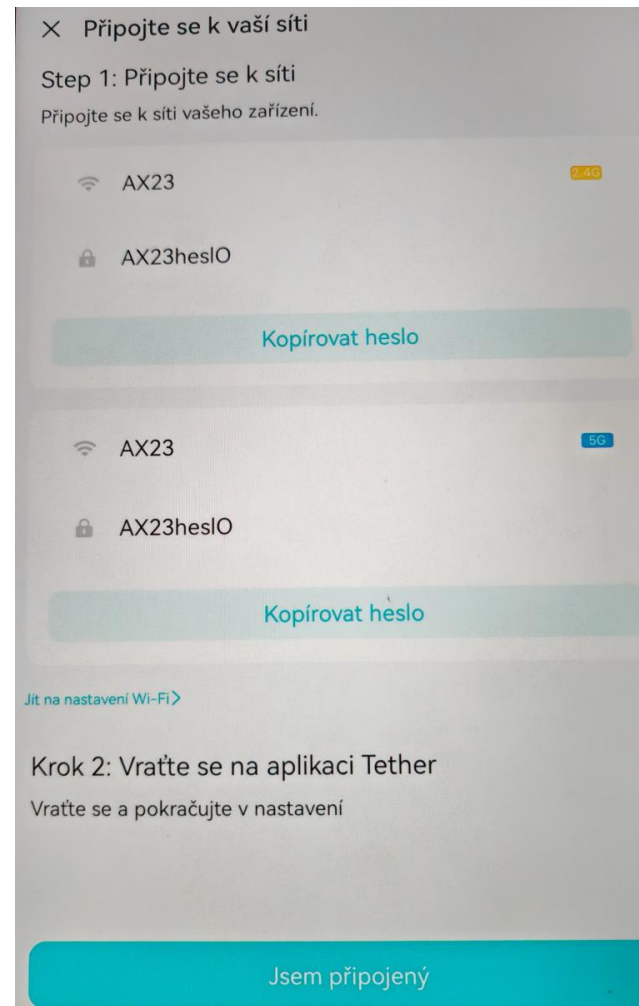 Připojte se k vaší síti
Step 1: Připojte se k síti
Připojte se k síti vašeho zařízení.
AX23
2.4G
AX23heslO
Kopírovat heslo
AX23
5G
AX23heslO
Kopírovat heslo
Jít na nastavení Wi-Fi>
Krok 2: Vraťte se na aplikaci Tether
Vraťte se a pokračujte v nastavení
Jsem připojený